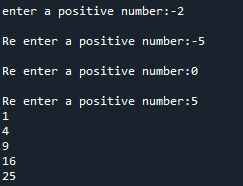 enter a positive number:-2
Re enter a positive number:-5
Re enter a positive number:0
Re enter a positive number:5
1
4
9
16
25